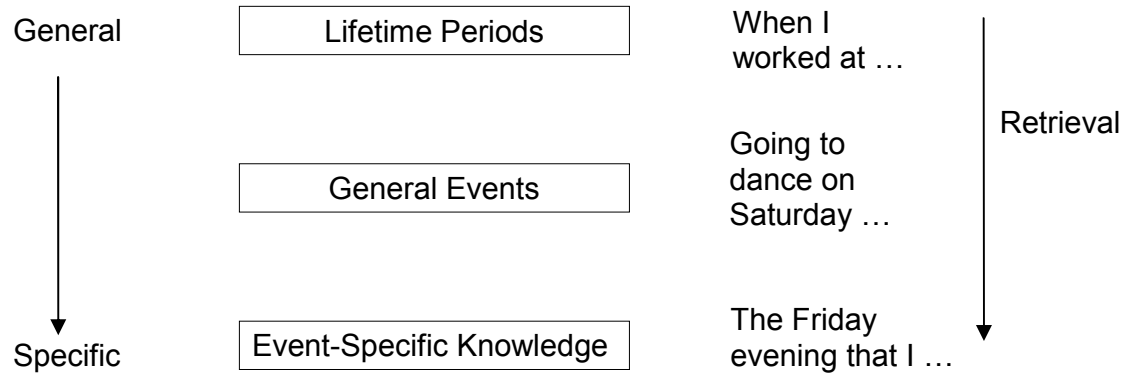 General
Lifetime Periods
When I
worked at …
Retrieval
Going to
dance on
Saturday …
General Events
The Friday
evening that I …
Event-Specific Knowledge
Specific